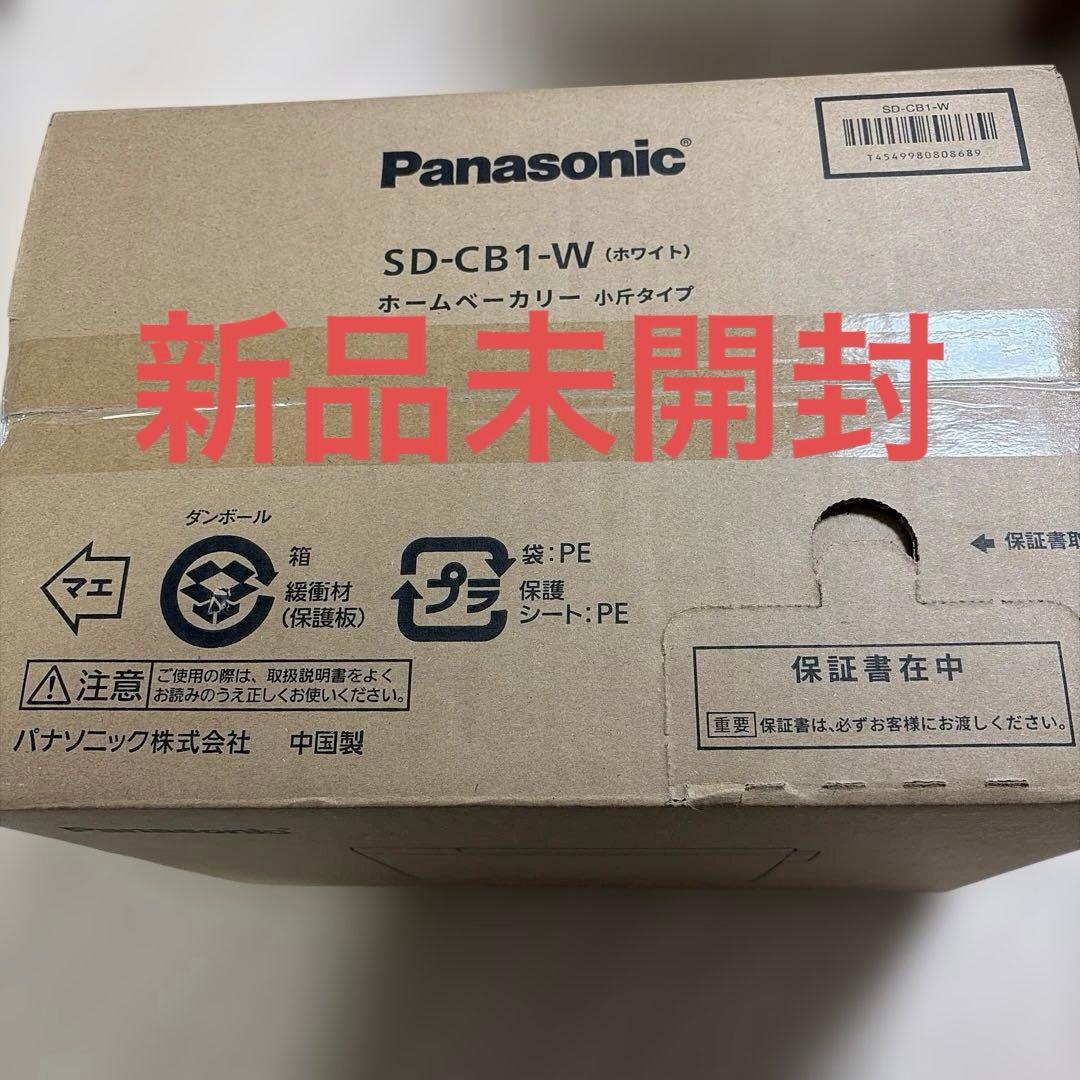 SD-CB1-W
T4549980808689
Panasonic®
SD-CB1-W（ホワイト）
ホームベーカリー 小斤タイプ
新品未開封
ダンボール
マエ
箱
緩衝材
（保護板）
プラ
袋：PE
保護
シート：PE
保証書取
注意
ご使用の際は、取扱説明書をよく
お読みのうえ正しくお使いください。
保証書在中
重要 保証書は、必ずお客様にお渡しください。
パナソニック株式会社 中国製
Panasonic